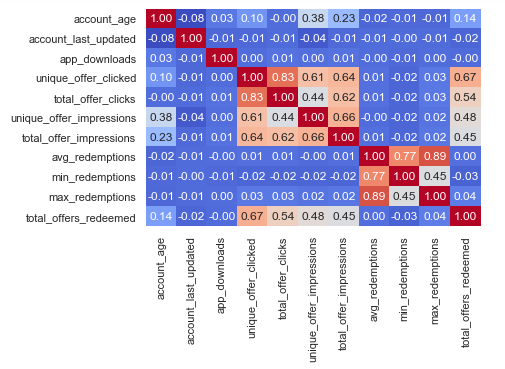 account_age 1.00 -0.08 0.03 0.10 -0.00 0.38 0.23 -0.02 -0.01 -0.01 0.14
account_last_updated -0.08 1.00 -0.01 -0.01 -0.01 -0.04 -0.01 -0.01 -0.01 -0.01 -0.02
app_downloads 0.03 -0.01 1.00 0.00 0.01 0.00 0.01 -0.00 -0.01 0.00 -0.00
unique_offer_clicked 0.10 -0.01 0.00 1.00 0.83 0.61 0.64 0.01 -0.02 0.03 0.67
total_offer_clicks -0.00 -0.01 0.01 0.83 1.00 0.44 0.62 0.01 -0.02 0.03 0.54
unique_offer_impressions 0.38 -0.04 0.00 0.61 0.44 1.00 0.66 -0.00 -0.02 0.02 0.48
total_offer_impressions 0.23 -0.01 0.01 0.64 0.62 0.66 1.00 0.01 -0.02 0.02 0.45
avg_redemptions -0.02 -0.01 -0.00 0.01 0.01 -0.00 0.01 1.00 0.77 0.89 0.00
min_redemptions -0.01 -0.01 -0.01 -0.02 -0.02 -0.02 -0.02 0.77 1.00 0.45 -0.03
max_redemptions -0.01 -0.01 0.00 0.03 0.03 0.02 0.02 0.89 0.45 1.00 0.04
total_offers_redeemed 0.14 -0.02 -0.00 0.67 0.54 0.48 0.45 0.00 -0.03 0.04 1.00
account_age
account_last_updated
app_downloads
unique_offer_clicked
total_offer_clicks
unique_offer_impressions
total_offer_impressions
avg_redemptions
min_redemptions
max_redemptions
total_offers_redeemed